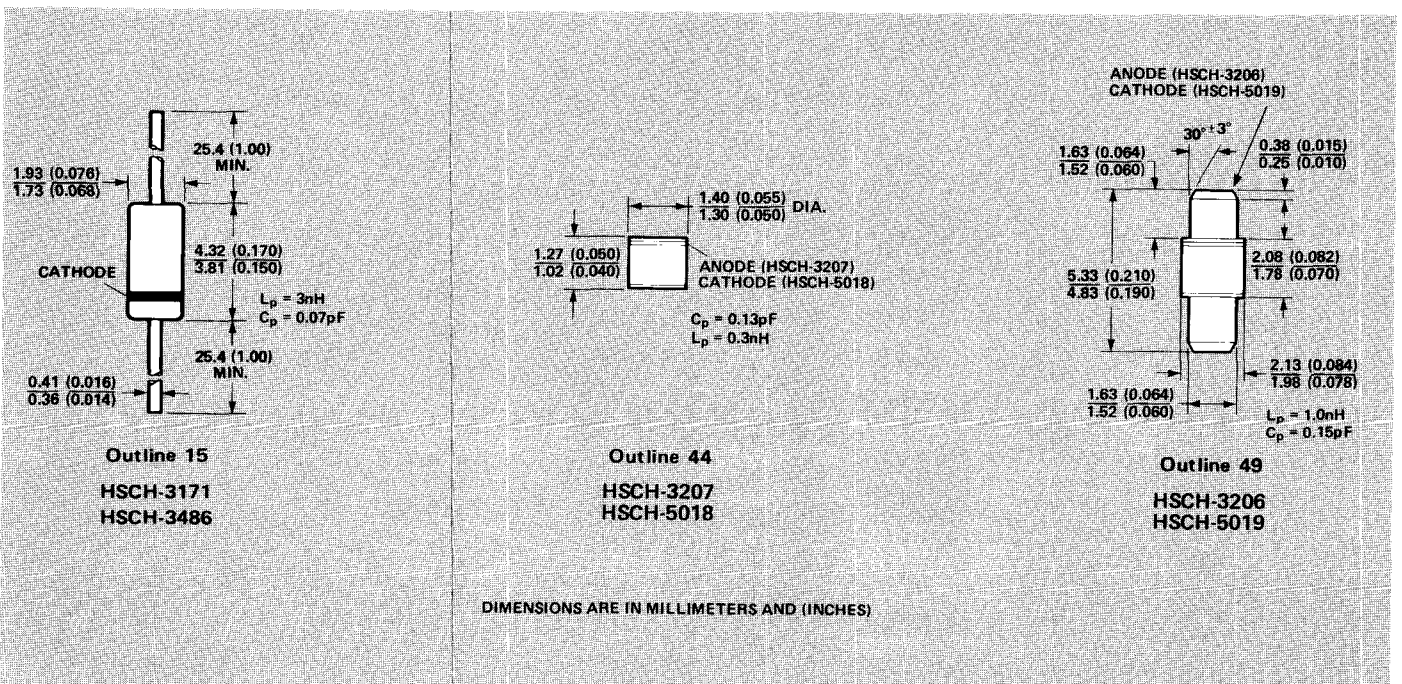 25.4 (1.00)
MIN.
1.93 (0.076)
1.73 (0.068)
4.32 (0.170)
3.81 (0.150)
CATHODE
Lp = 3nH
Cp = 0.07pF
25.4 (1.00)
MIN.
0.41 (0.016)
0.36 (0.014)
Outline 15
HSCH-3171
HSCH-3486
1.40 (0.055)
1.30 (0.050) DIA.
1.27 (0.050)
1.02 (0.040)
ANODE (HSCH-3207)
CATHODE (HSCH-5018)
Cp = 0.13pF
Lp = 0.3nH
Outline 44
HSCH-3207
HSCH-5018
ANODE (HSCH-3206)
CATHODE (HSCH-5019)
30° ±3°
1.63 (0.064)
1.52 (0.060)
0.38 (0.015)
0.25 (0.010)
5.33 (0.210)
4.83 (0.190)
2.08 (0.082)
1.78 (0.070)
2.13 (0.084)
1.98 (0.078)
1.63 (0.064)
1.52 (0.060)
Lp = 1.0nH
Cp = 0.15pF
Outline 49
HSCH-3206
HSCH-5019
DIMENSIONS ARE IN MILLIMETERS AND (INCHES)